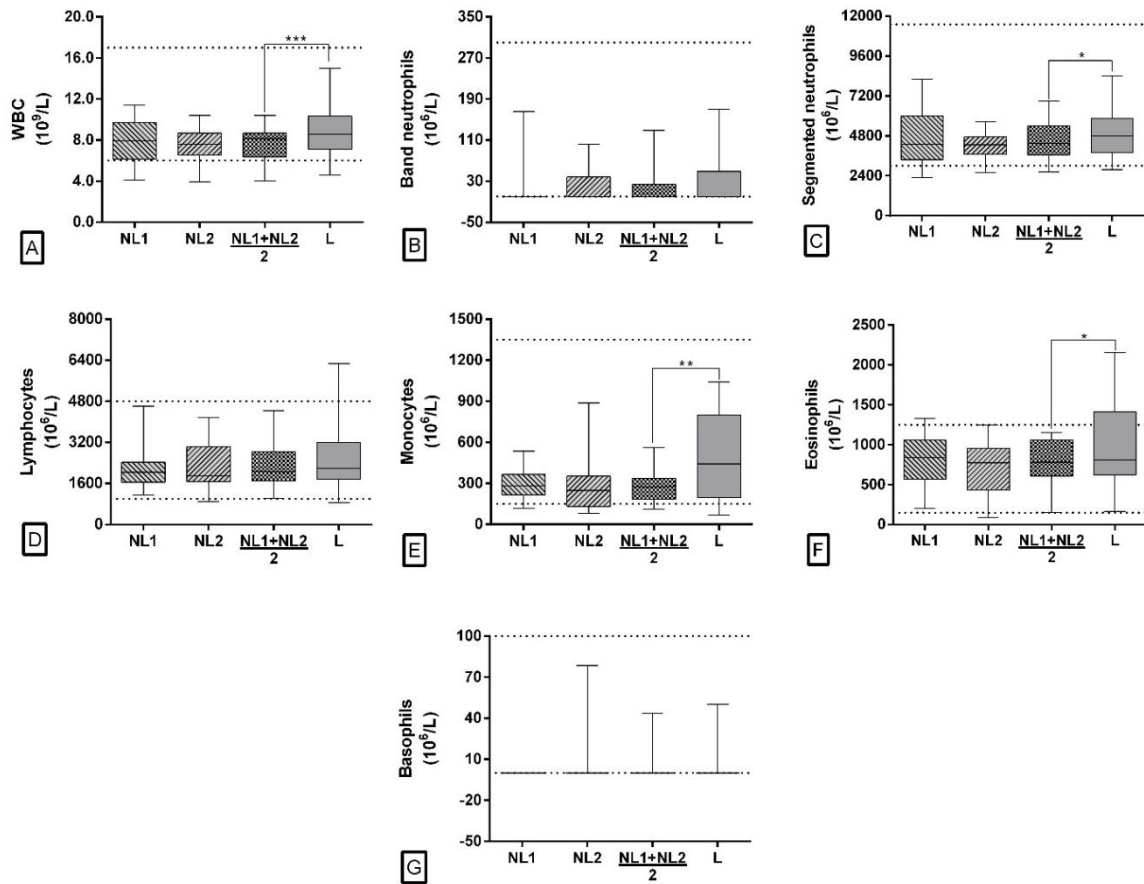 WBC
(10⁹/L)
20.0
16.0
12.0
8.0
4.0
0.0
***
NL1
NL2
NL1+NL2
2
L
A
Band neutrophils
(10⁶/L)
350
270
190
110
30
-50
NL1
NL2
NL1+NL2
2
L
B
Segmented neutrophils
(10⁶/L)
12000
9600
7200
4800
2400
0
*
NL1
NL2
NL1+NL2
2
L
C
Lymphocytes
(10⁶/L)
8000
6400
4800
3200
1600
0
NL1
NL2
NL1+NL2
2
L
D
Monocytes
(10⁶/L)
1500
1200
900
600
300
0
**
NL1
NL2
NL1+NL2
2
L
E
Eosinophils
(10⁶/L)
2500
2000
1500
1000
500
0
*
NL1
NL2
NL1+NL2
2
L
F
Basophils
(10⁶/L)
100
70
40
10
-20
-50
NL1
NL2
NL1+NL2
2
L
G